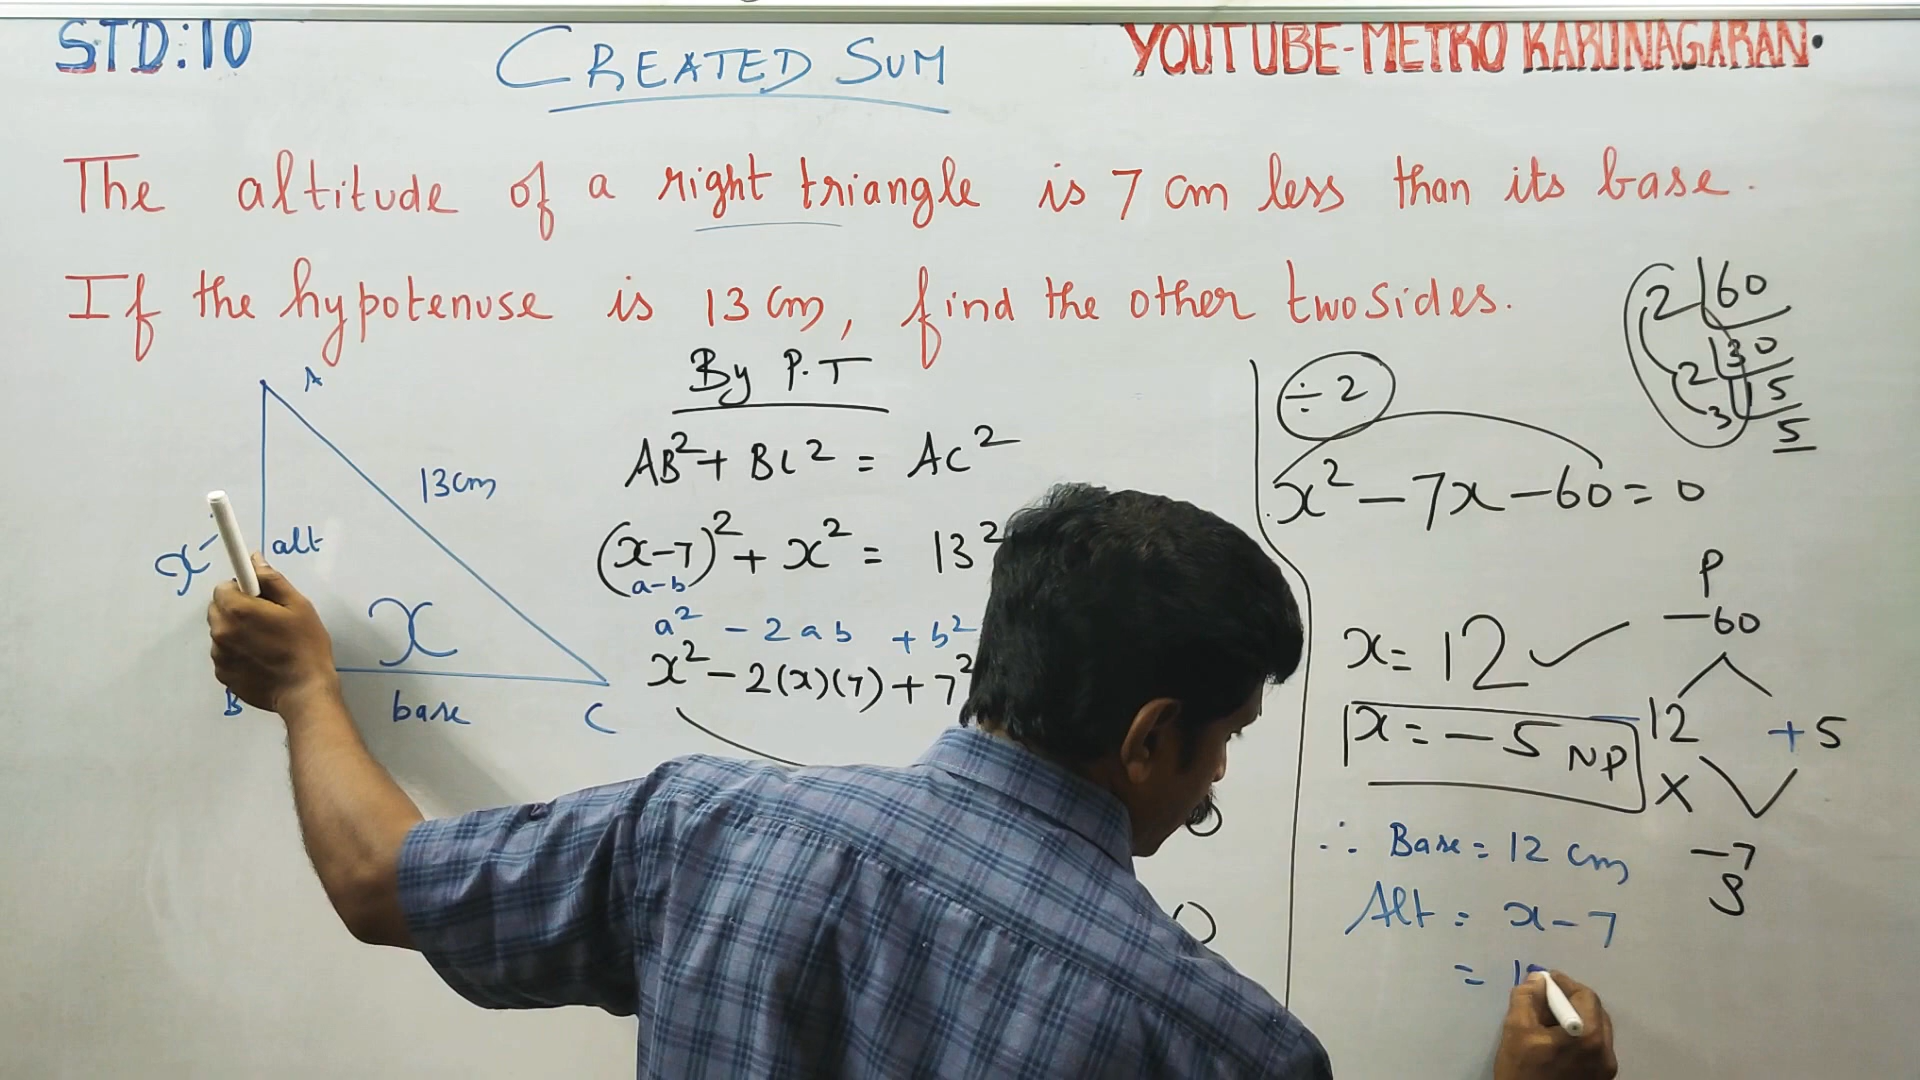 STD:10
CREATED SUM
YOUTUBE-METRO KARUNAGARAN.
The altitude of a right triangle is 7 cm less than its base.
If the hypotenuse is 13 cm, find the other two sides.
A
13cm
alt
x-
x
B
base
C
By P.T
AB²+ BC² = AC²
(x-7)²+ x² = 13²
a-b
a² - 2ab + b²
x² - 2(x)(7) + 7²
÷ 2
x² - 7x - 60 = 0
2 |60
2 |30
3 |15
5
x = 12 ✓
x = -5 NP
P
-60
-12 +5
X
-7
S
∴ Base = 12 cm
Alt = x - 7
= 1